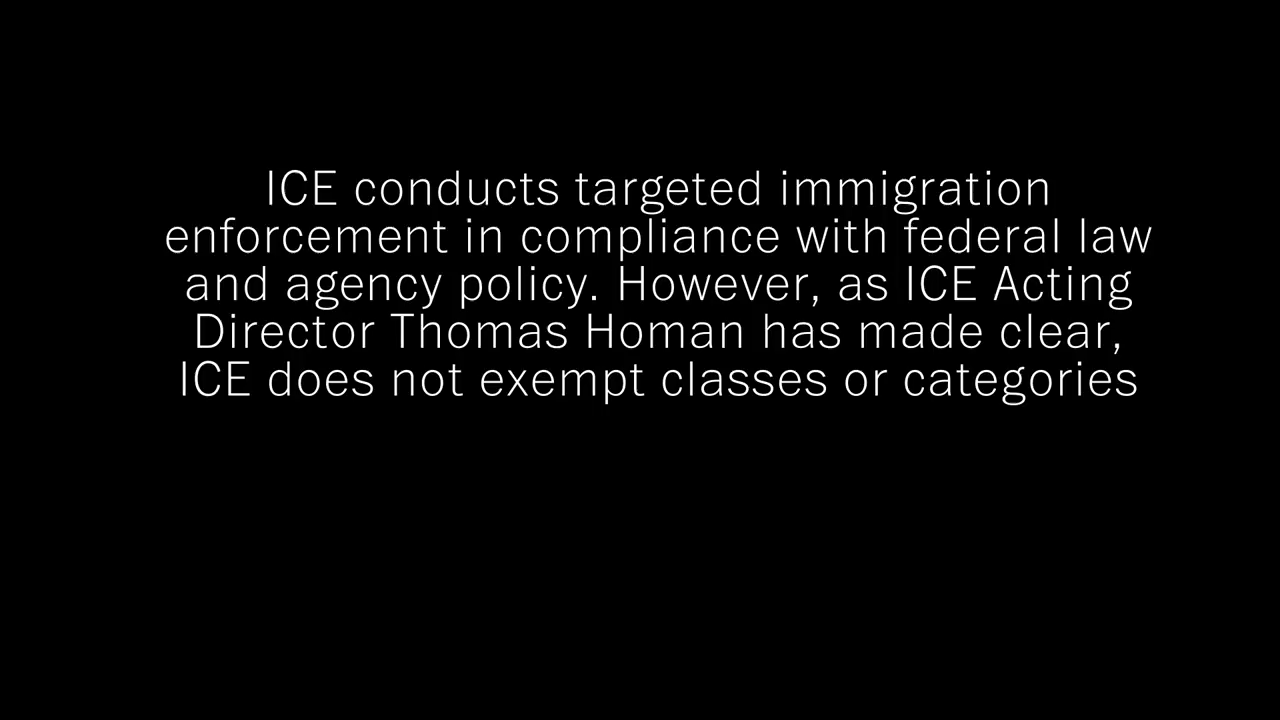 ICE conducts targeted immigration
enforcement in compliance with federal law
and agency policy. However, as ICE Acting
Director Thomas Homan has made clear,
ICE does not exempt classes or categories